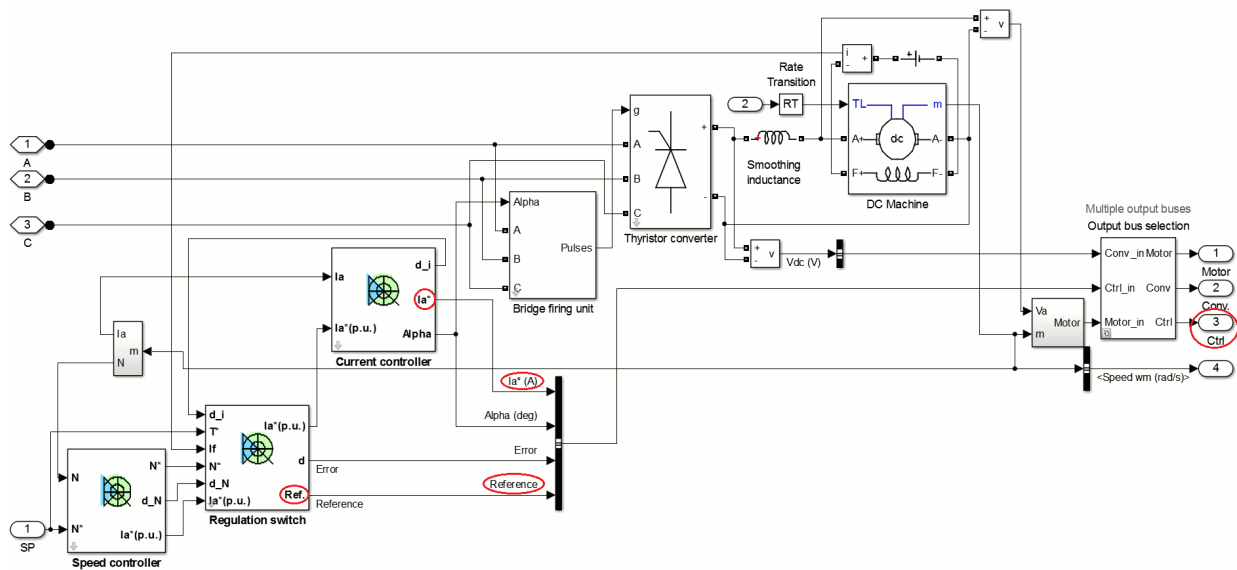 +
v
-
i
+
-
+
Rate
Transition
2
RT
TL
m
g
A+
dc
A-
F+
F-
DC Machine
+
-
A
B
C
Thyristor converter
Smoothing
inductance
1
A
2
B
3
C
Alpha
A
B
C
Pulses
Bridge firing unit
+
v
-
Vdc (V)
Multiple output buses
Output bus selection
Conv_in
Motor
Ctrl_in
Conv
Motor_in
Ctrl
1
Motor
2
Conv.
3
Ctrl
4
Va
m
Motor
<Speed wm (rad/s)>
Ia
d_i
Ia*
Ia*(p.u.)
Alpha
Current controller
Ia
m
N
Ia* (A)
Alpha (deg)
Error
Reference
d_i
T*
If
N*
d_N
Ia*(p.u.)
Ia*(p.u.)
d
Ref.
Error
Reference
Regulation switch
N
N*
N*
d_N
Ia*(p.u.)
Speed controller
1
SP